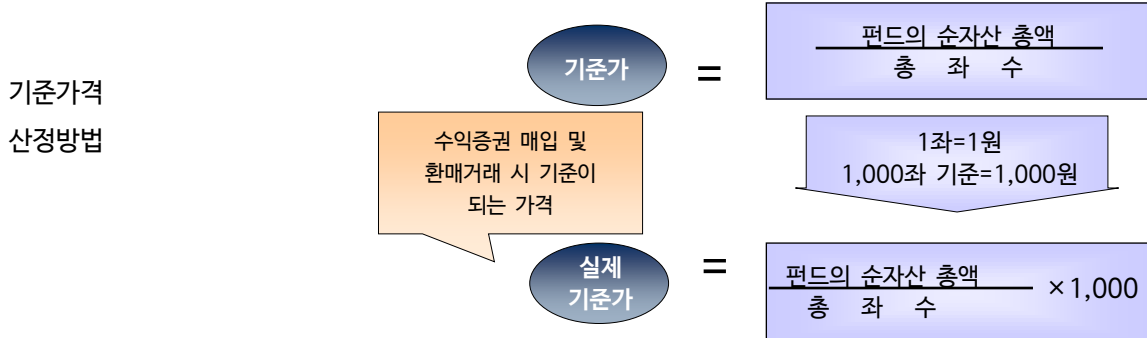 기준가격
산정방법
기준가
=
펀드의 순자산 총액
총 좌 수
수익증권 매입 및
환매거래 시 기준이
되는 가격
1좌=1원
1,000좌 기준=1,000원
실제
기준가
=
펀드의 순자산 총액
총 좌 수
×1,000